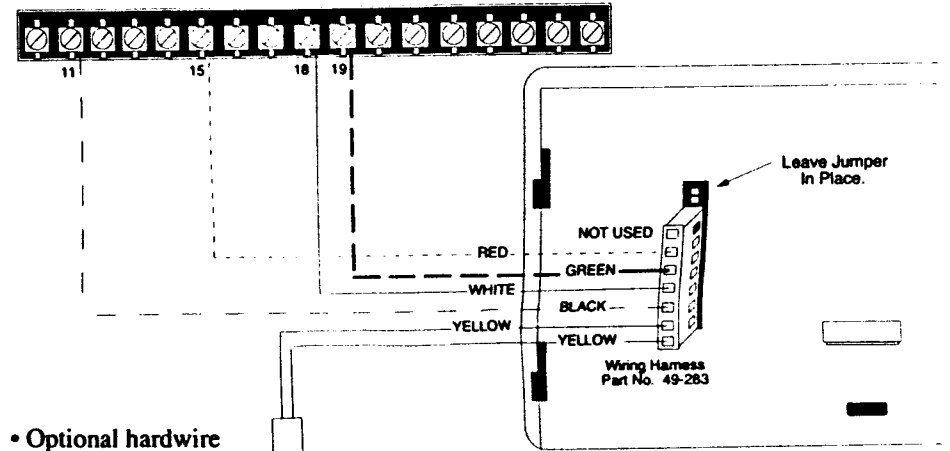 11 15 18 19
Leave Jumper
In Place.
NOT USED
RED
GREEN
WHITE
BLACK
YELLOW
YELLOW
Wiring Harness
Part No. 49-283
• Optional hardwire